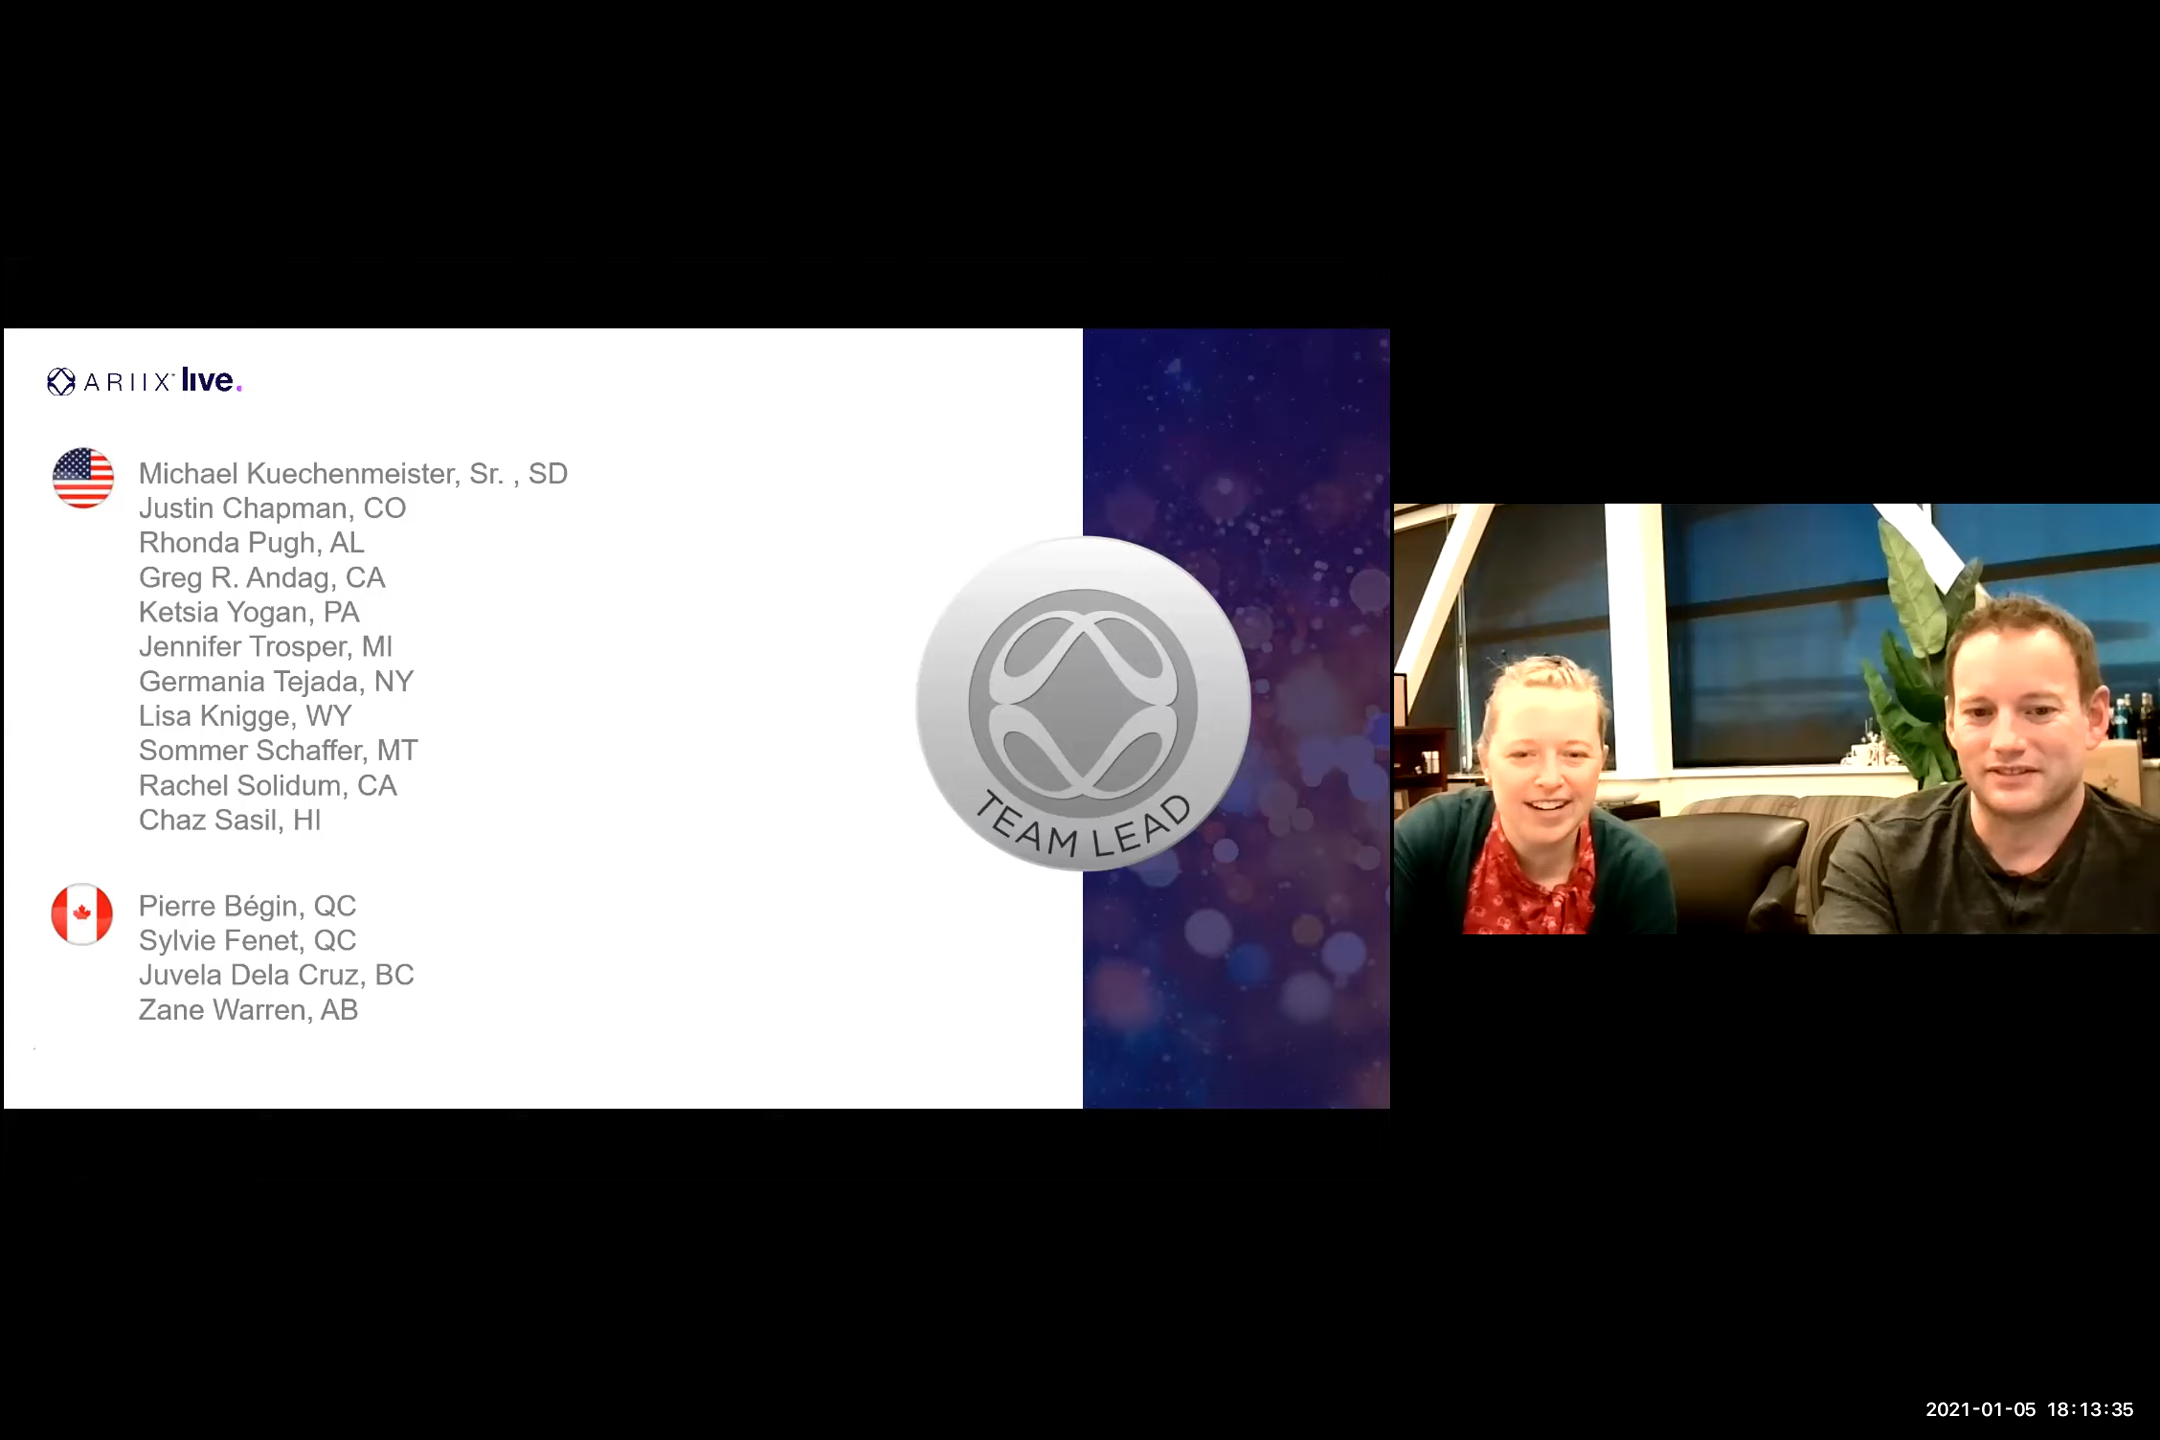 ARIIX™ live.
Michael Kuechenmeister, Sr. , SD
Justin Chapman, CO
Rhonda Pugh, AL
Greg R. Andag, CA
Ketsia Yogan, PA
Jennifer Trosper, MI
Germania Tejada, NY
Lisa Knigge, WY
Sommer Schaffer, MT
Rachel Solidum, CA
Chaz Sasil, HI
Pierre Bégin, QC
Sylvie Fenet, QC
Juvela Dela Cruz, BC
Zane Warren, AB
TEAM LEAD
2021-01-05 18:13:35